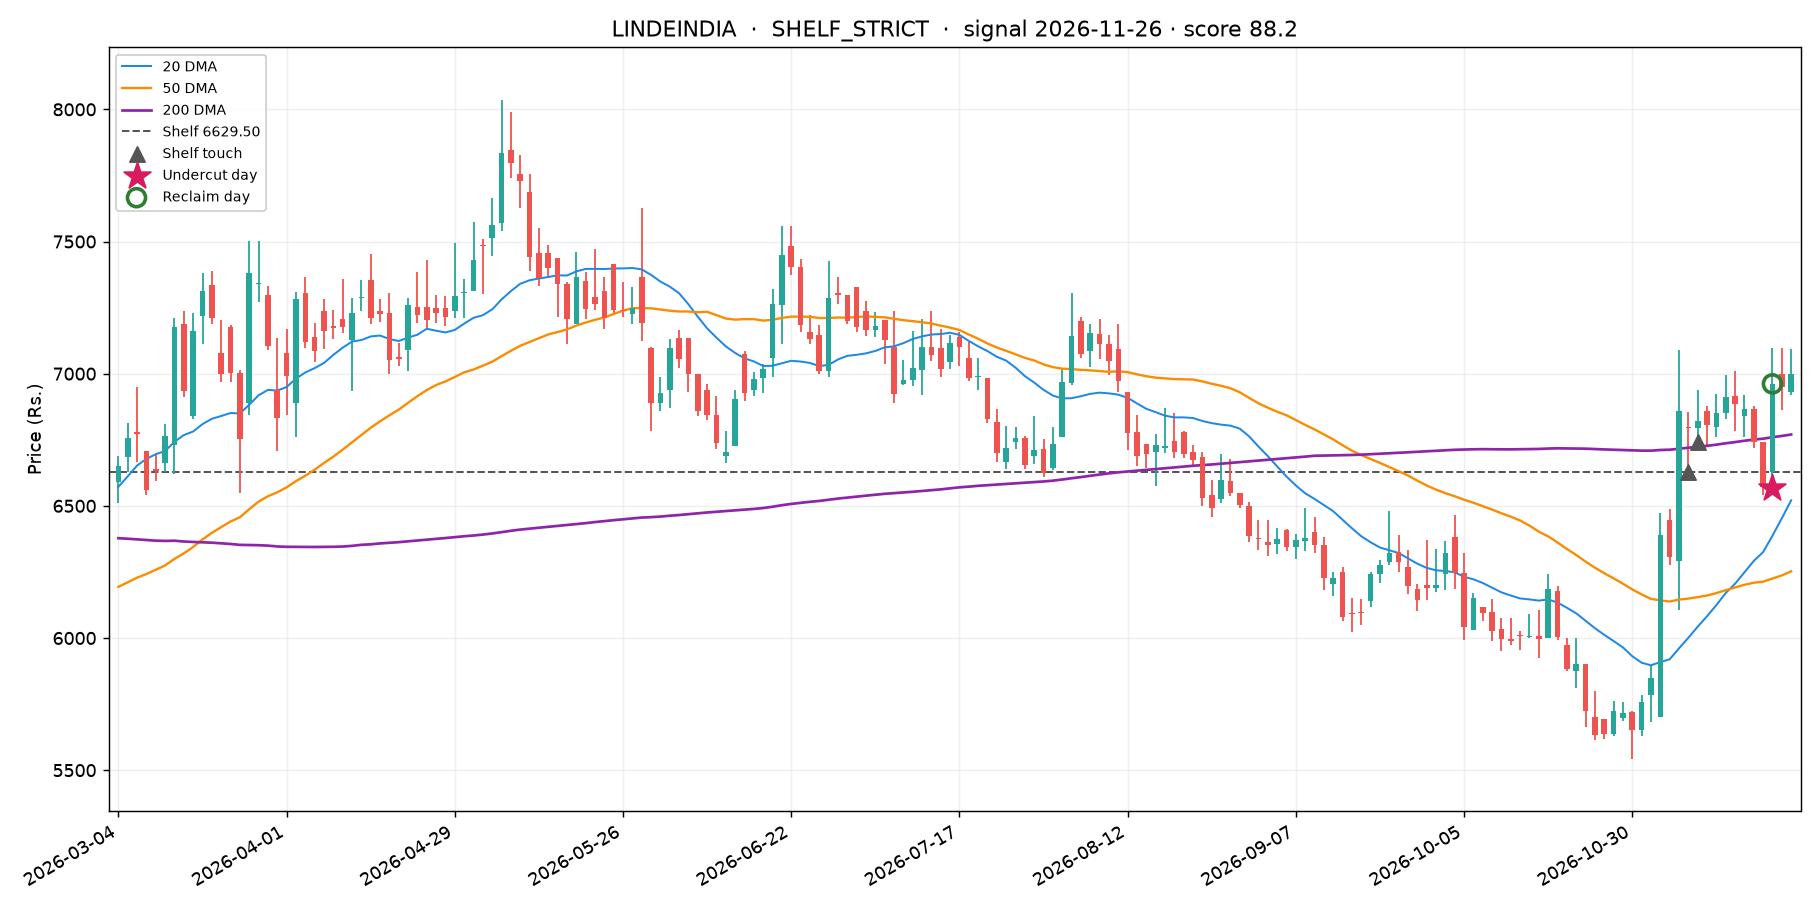 LINDEINDIA · SHELF_STRICT · signal 2026-11-26 · score 88.2
20 DMA
50 DMA
200 DMA
Shelf 6629.50
Shelf touch
Undercut day
Reclaim day
Price (Rs.)
8000
7500
7000
6500
6000
5500
2026-03-04
2026-04-01
2026-04-29
2026-05-26
2026-06-22
2026-07-17
2026-08-12
2026-09-07
2026-10-05
2026-10-30